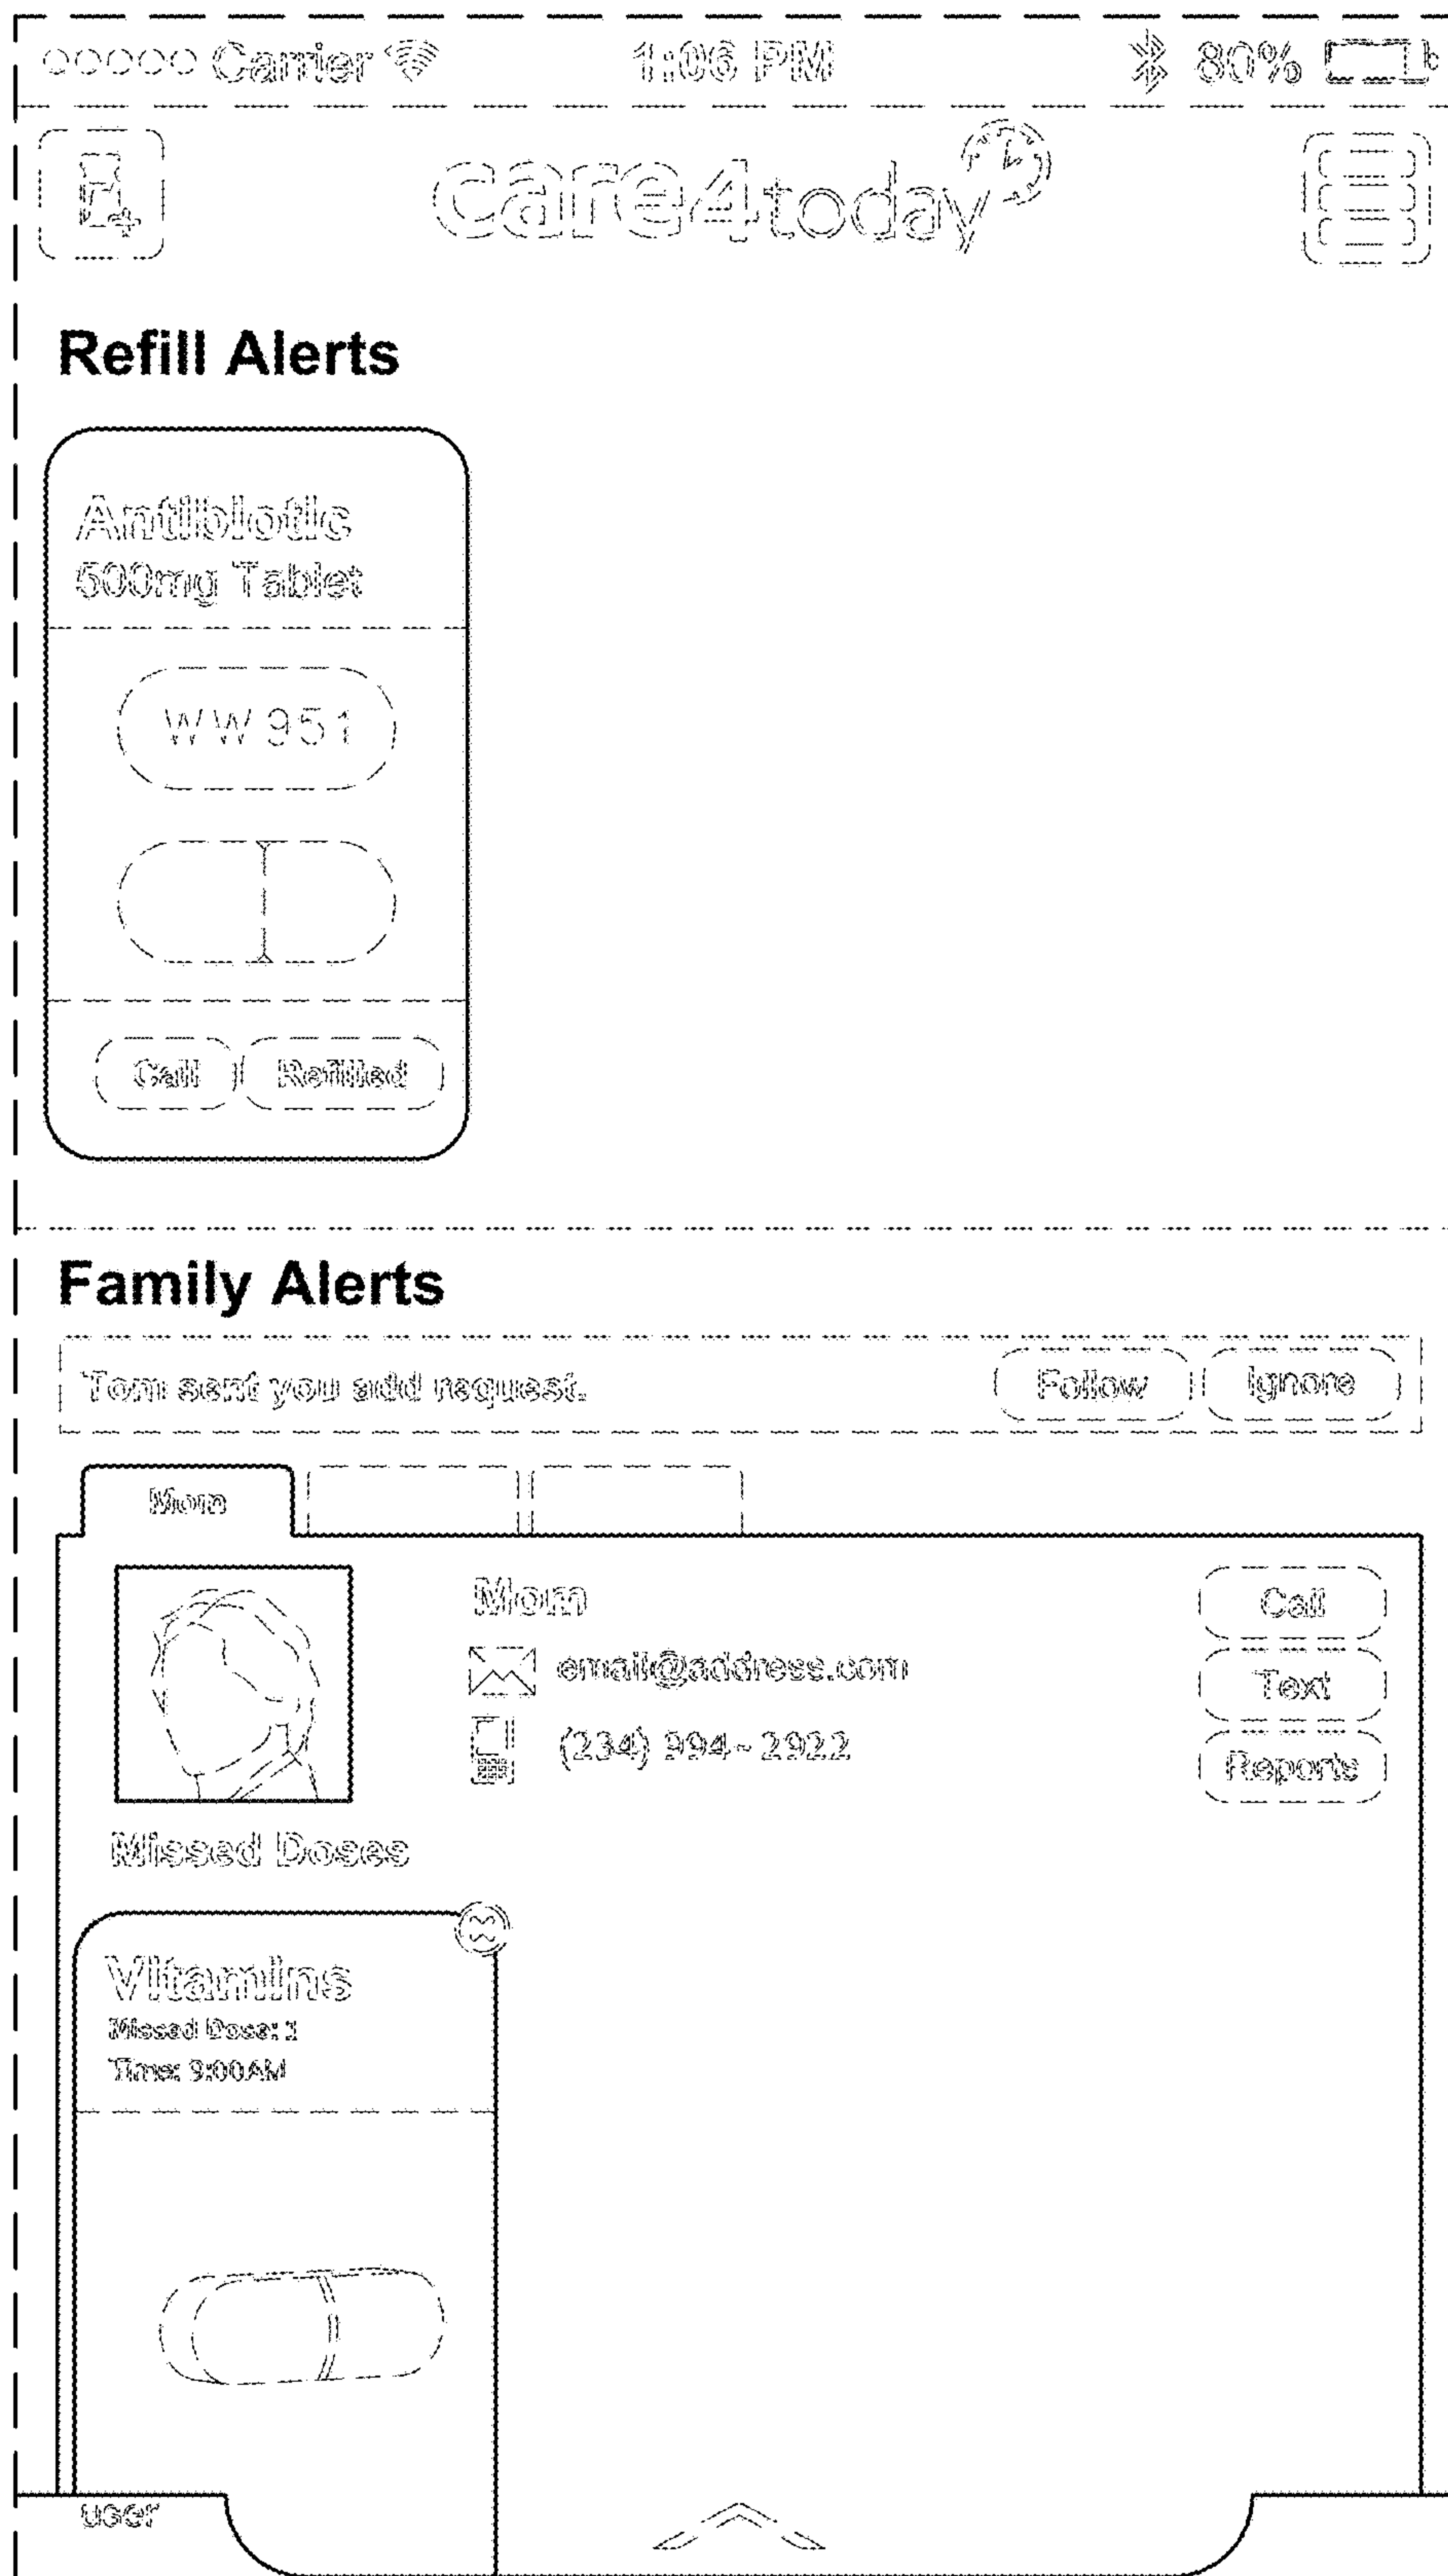 Carrier 1:06 PM 80%
care4today
Refill Alerts
Antibiotic
500mg Tablet
WW951
Call Refilled
Family Alerts
Tom sent you add request. Follow Ignore
Mom
Mom Call
email@address.com Text
(234) 994-2922 Reports
Missed Doses
Vitamins
Missed Dose: 1
Time: 9:00AM
user